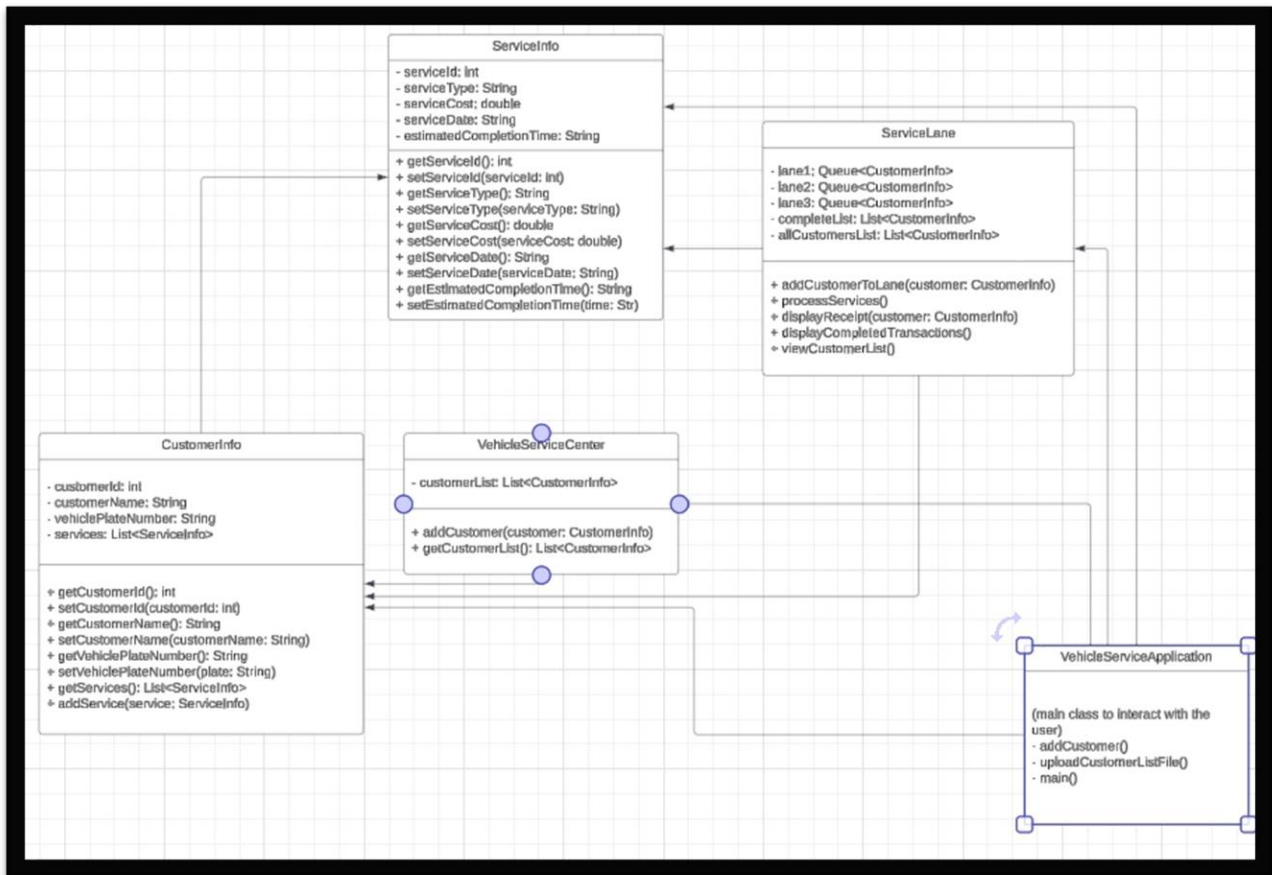 ServiceInfo
- serviceId: int
- serviceType: String
- serviceCost: double
- serviceDate: String
- estimatedCompletionTime: String
+ getServiceId(): int
+ setServiceId(serviceId: int)
+ getServiceType(): String
+ setServiceType(serviceType: String)
+ getServiceCost(): double
+ setServiceCost(serviceCost: double)
+ getServiceDate(): String
+ setServiceDate(serviceDate: String)
+ getEstimatedCompletionTime(): String
+ setEstimatedCompletionTime(time: Str)
ServiceLane
- lane1: Queue<CustomerInfo>
- lane2: Queue<CustomerInfo>
- lane3: Queue<CustomerInfo>
- completeList: List<CustomerInfo>
- allCustomersList: List<CustomerInfo>
+ addCustomerToLane(customer: CustomerInfo)
+ processServices()
+ displayReceipt(customer: CustomerInfo)
+ displayCompletedTransactions()
+ viewCustomerList()
CustomerInfo
- customerId: int
- customerName: String
- vehiclePlateNumber: String
- services: List<ServiceInfo>
+ getCustomerId(): int
+ setCustomerId(customerId: int)
+ getCustomerName(): String
+ setCustomerName(customerName: String)
+ getVehiclePlateNumber(): String
+ setVehiclePlateNumber(plate: String)
+ getServices(): List<ServiceInfo>
+ addService(service: ServiceInfo)
VehicleServiceCenter
- customerList: List<CustomerInfo>
+ addCustomer(customer: CustomerInfo)
+ getCustomerList(): List<CustomerInfo>
VehicleServiceApplication
(main class to interact with the
user)
- addCustomer()
- uploadCustomerListFile()
- main()